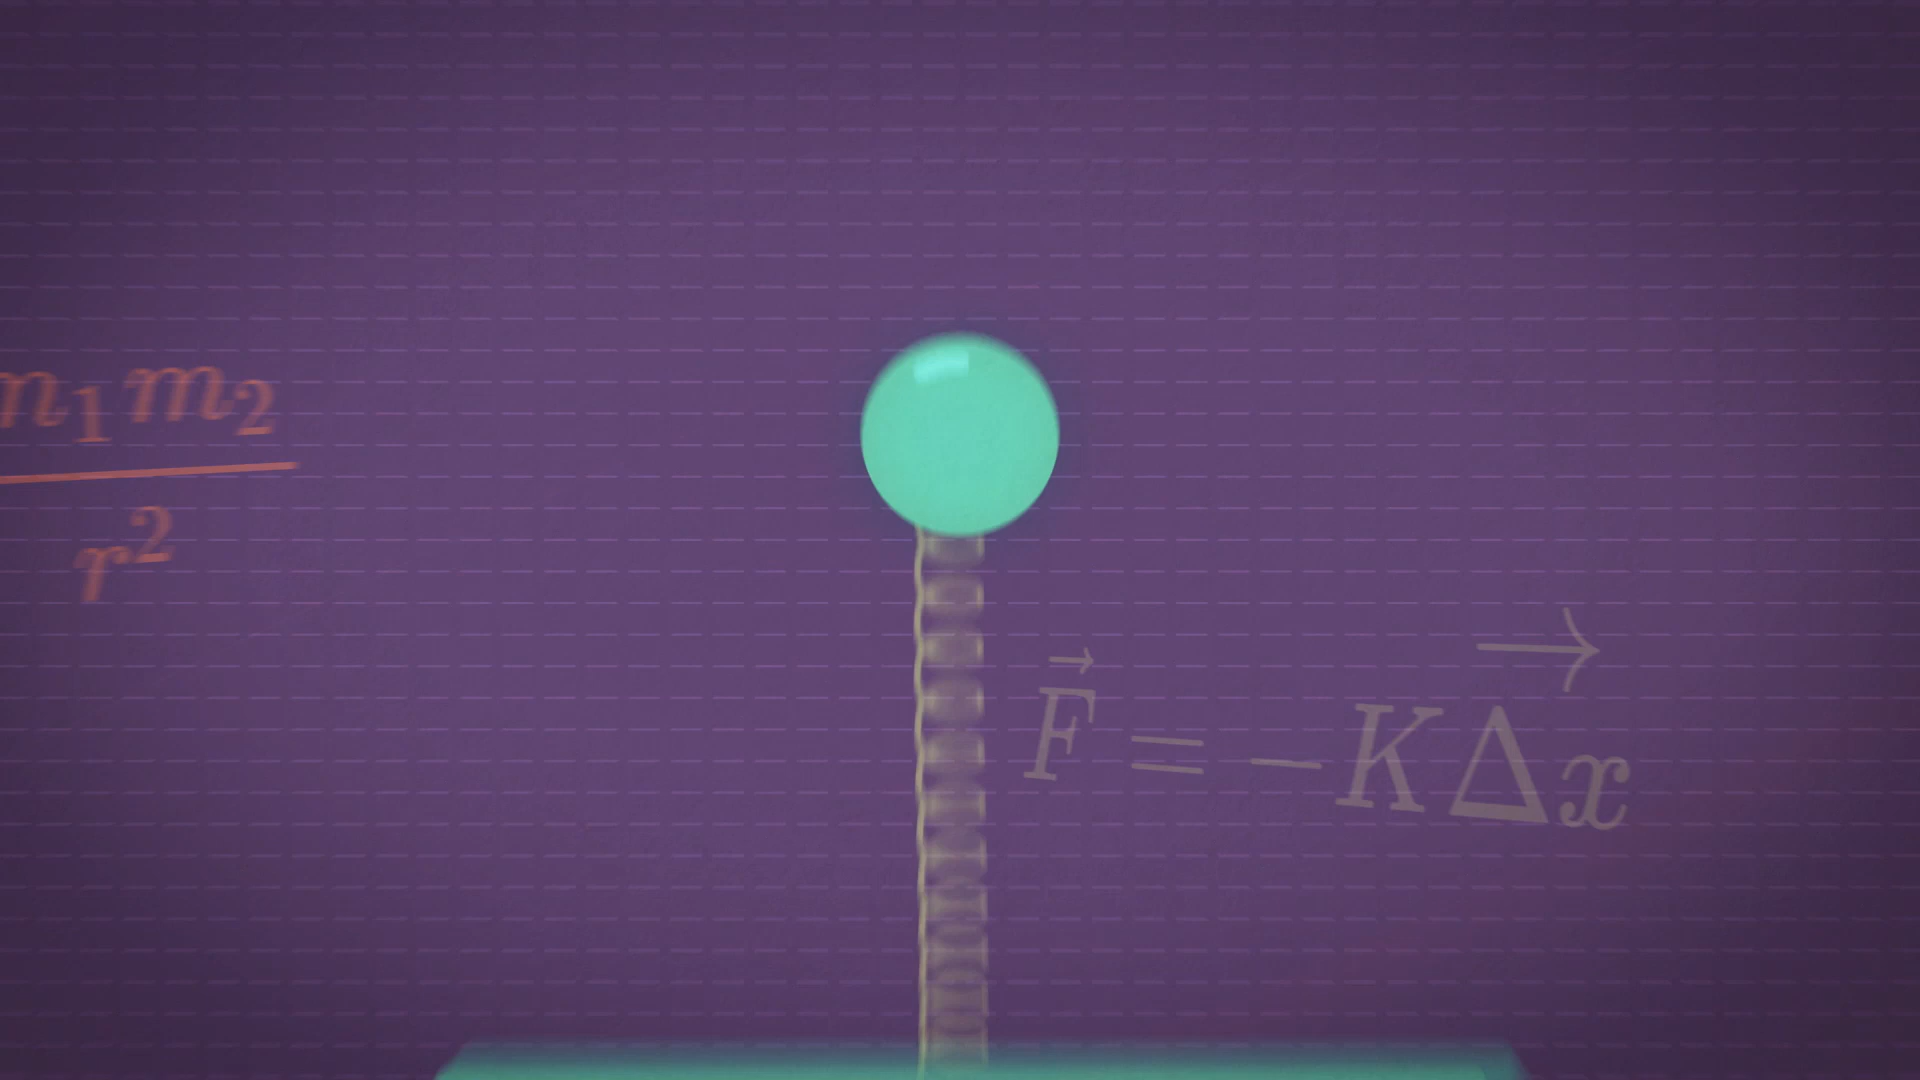 m₁m₂
r²
F⃗ = −KΔx⃗